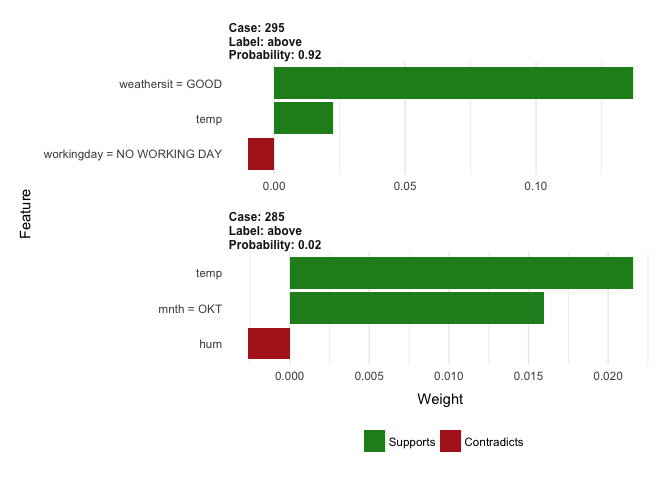 Case: 295
Label: above
Probability: 0.92
weathersit = GOOD
temp
workingday = NO WORKING DAY
0.00 0.05 0.10
Feature
Case: 285
Label: above
Probability: 0.02
temp
mnth = OKT
hum
0.000 0.005 0.010 0.015 0.020
Weight
Supports Contradicts